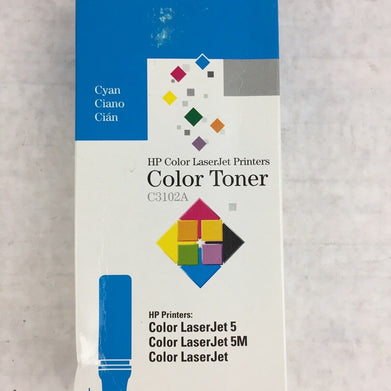 Cyan
Ciano
Cián
HP Color LaserJet Printers
Color Toner
C3102A
HP Printers:
Color LaserJet 5
Color LaserJet 5M
Color LaserJet